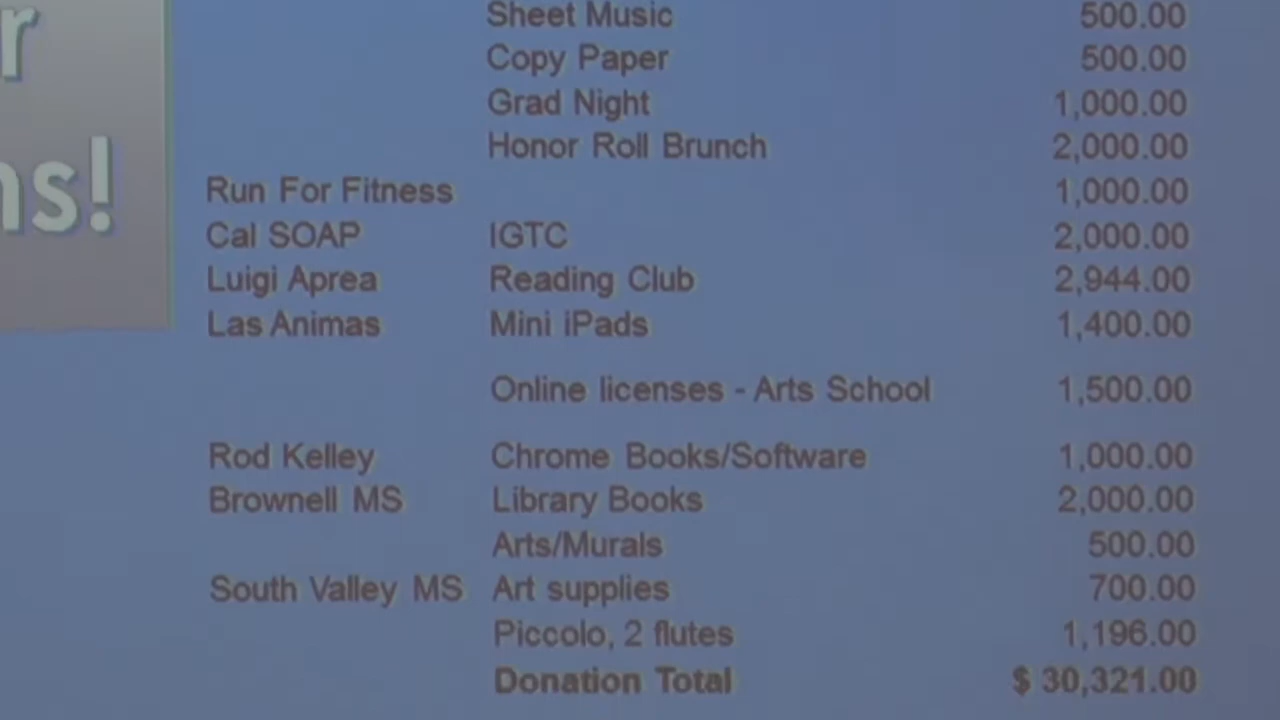 r
ns!
Sheet Music 500.00
Copy Paper 500.00
Grad Night 1,000.00
Honor Roll Brunch 2,000.00
Run For Fitness 1,000.00
Cal SOAP IGTC 2,000.00
Luigi Aprea Reading Club 2,944.00
Las Animas Mini iPads 1,400.00
Online licenses - Arts School 1,500.00
Rod Kelley Chrome Books/Software 1,000.00
Brownell MS Library Books 2,000.00
Arts/Murals 500.00
South Valley MS Art supplies 700.00
Piccolo, 2 flutes 1,196.00
Donation Total $ 30,321.00